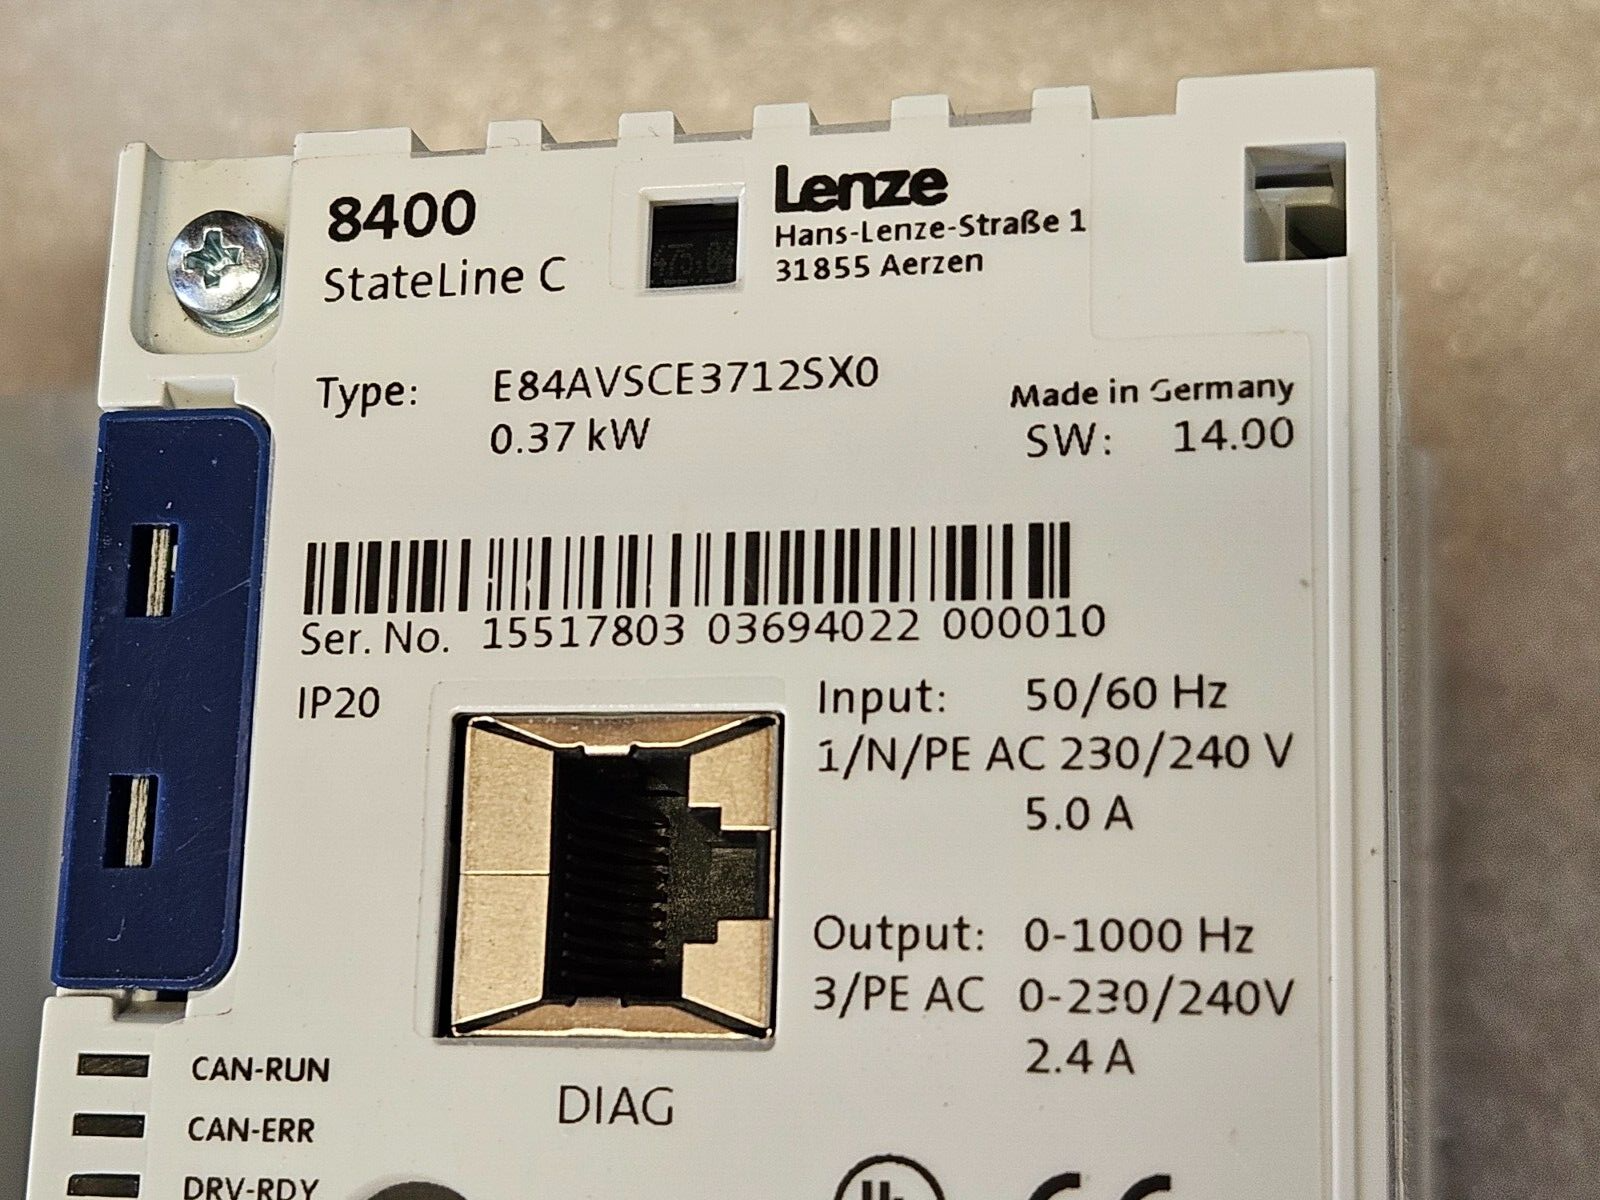 8400
StateLine C
Lenze
Hans-Lenze-Straße 1
31855 Aerzen
Type: E84AVSCE3712SX0
0.37 kW
Made in Germany
SW: 14.00
Ser. No. 15517803 03694022 000010
IP20
Input: 50/60 Hz
1/N/PE AC 230/240 V
5.0 A
Output: 0-1000 Hz
3/PE AC 0-230/240V
2.4 A
DIAG
CAN-RUN
CAN-ERR
DRV-RDY
CE